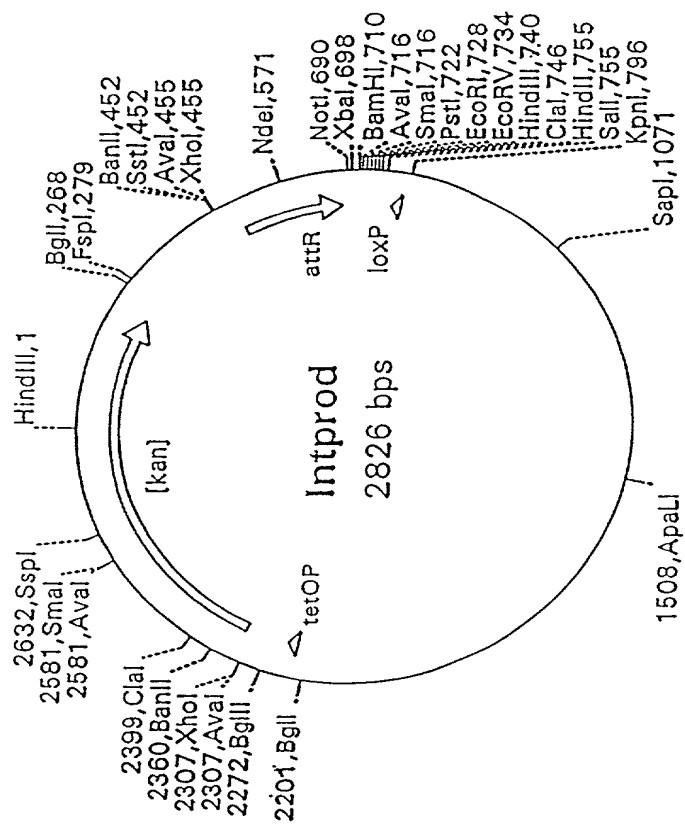 HindIII,1
BglI,268
FspI,279
BanII,452
SstI,452
AvaI,455
XhoI,455
NdeI,571
NotI,690
XbaI,698
BamHI,710
AvaI,716
SmaI,716
PstI,722
EcoRI,728
EcoRV,734
HindIII,740
ClaI,746
HindII,755
SalI,755
KpnI,796
SapI,1071
1508,ApaLI
2201,BglI
2272,BglII
2307,AvaI
2307,XhoI
2360,BanII
2399,ClaI
2581,AvaI
2581,SmaI
2632,SspI
[kan]
attR
loxP
tetOP
Intprod
2826 bps